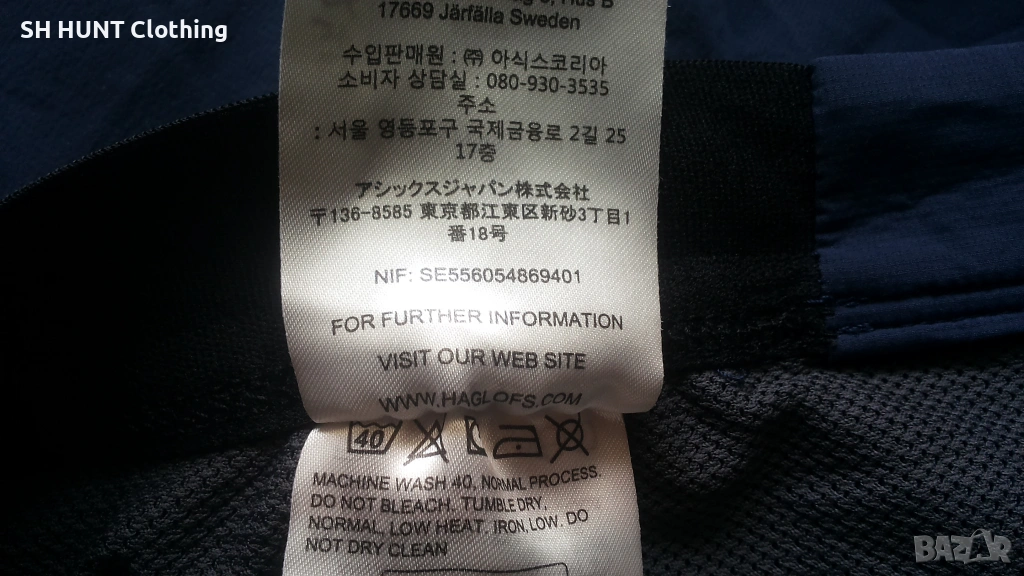 SH HUNT Clothing
17669 Järfälla Sweden
수입판매원 : ㈜ 아식스코리아
소비자 상담실 : 080-930-3535
주소
: 서울 영등포구 국제금융로 2길 25
17층
アシックスジャパン株式会社
〒136-8585 東京都江東区新砂3丁目1
番18号
NIF: SE556054869401
FOR FURTHER INFORMATION
VISIT OUR WEB SITE
WWW.HAGLOFS.COM
40
MACHINE WASH 40, NORMAL PROCESS.
DO NOT BLEACH. TUMBLE DRY,
NORMAL, LOW HEAT. IRON, LOW. DO
NOT DRY CLEAN
BAZAR